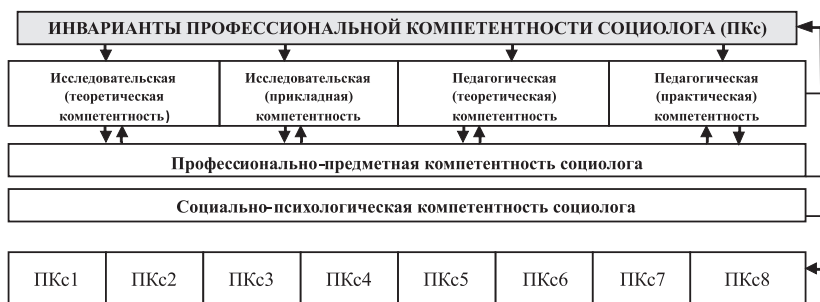 ИНВАРИАНТЫ ПРОФЕССИОНАЛЬНОЙ КОМПЕТЕНТНОСТИ СОЦИОЛОГА (ПКс)
Исследовательская
(теоретическая
компетентность)
Исследовательская
(прикладная)
компетентность
Педагогическая
(теоретическая)
компетентность
Педагогическая
(практическая)
компетентность
Профессионально-предметная компетентность социолога
Социально-психологическая компетентность социолога
ПКс1 ПКс2 ПКс3 ПКс4 ПКс5 ПКс6 ПКс7 ПКс8